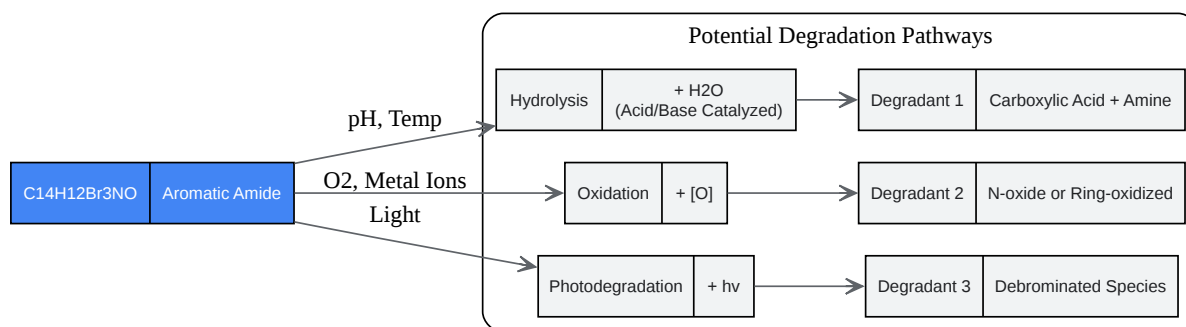 Potential Degradation Pathways
pH, Temp
Hydrolysis
+ H2O
(Acid/Base Catalyzed)
Degradant 1
Carboxylic Acid + Amine
C14H12Br3NO
Aromatic Amide
O2, Metal Ions
Oxidation
+ [O]
Degradant 2
N-oxide or Ring-oxidized
Light
Photodegradation
+ hv
Degradant 3
Debrominated Species